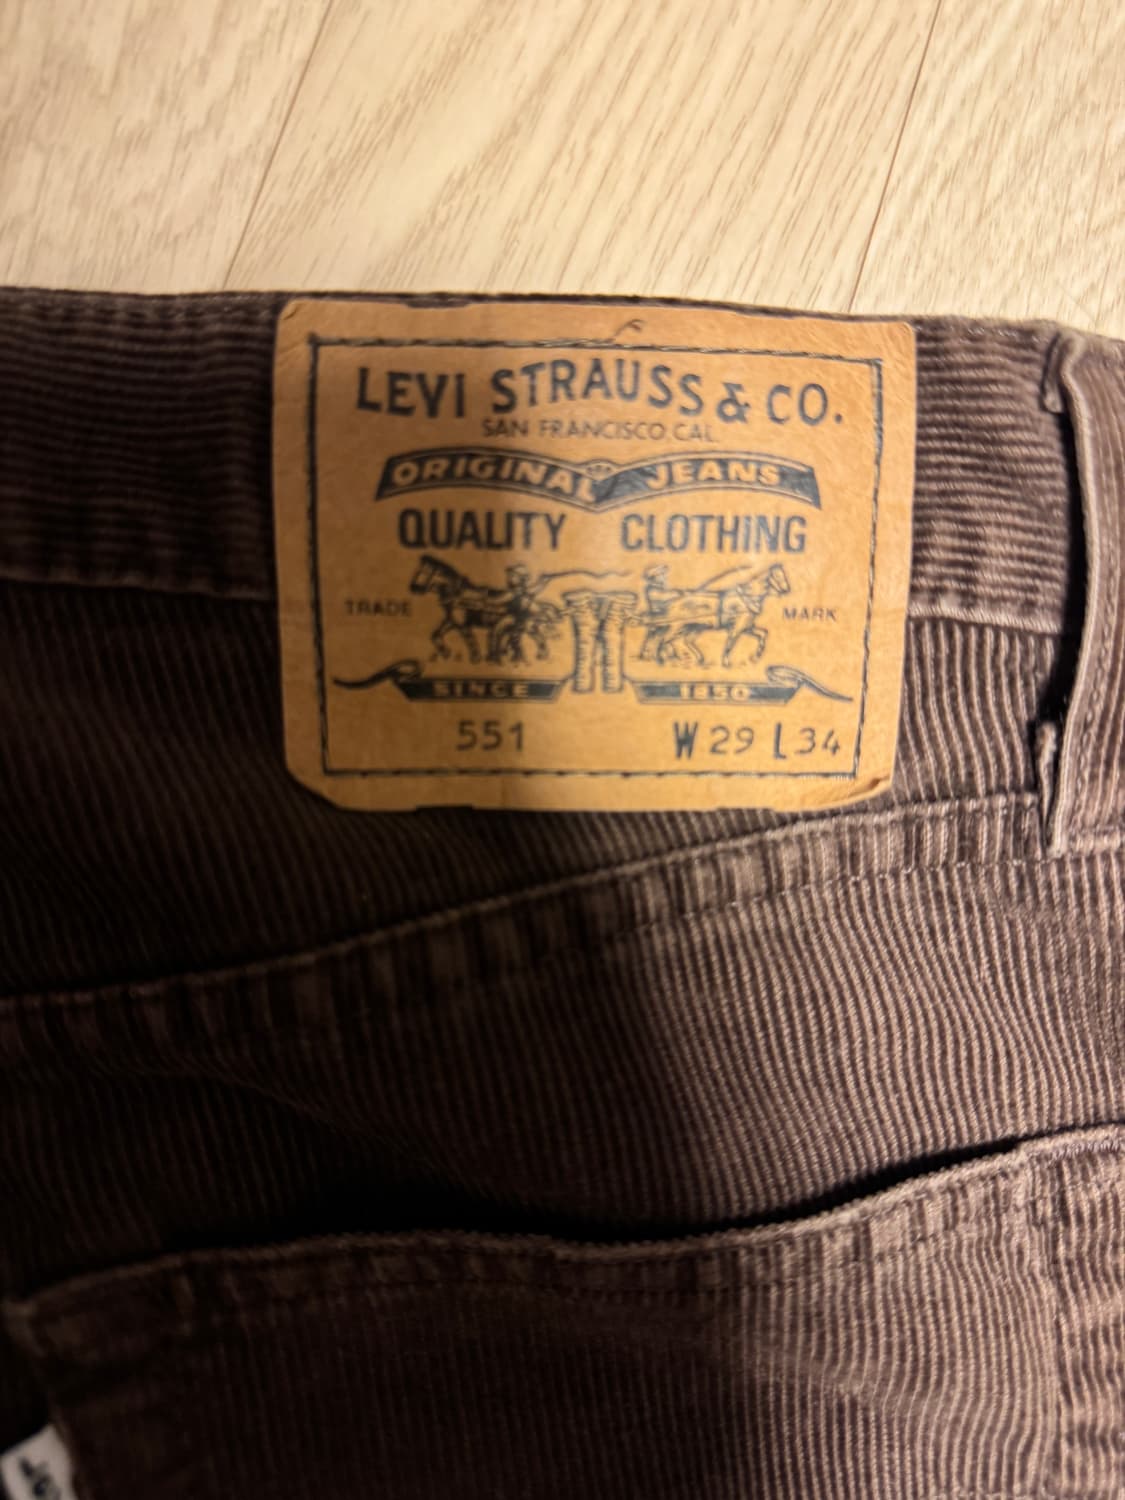 LEVI STRAUSS & CO.
SAN FRANCISCO CAL
ORIGINAL JEANS
QUALITY CLOTHING
TRADE MARK
SINCE 1850
551 W 29 L 34